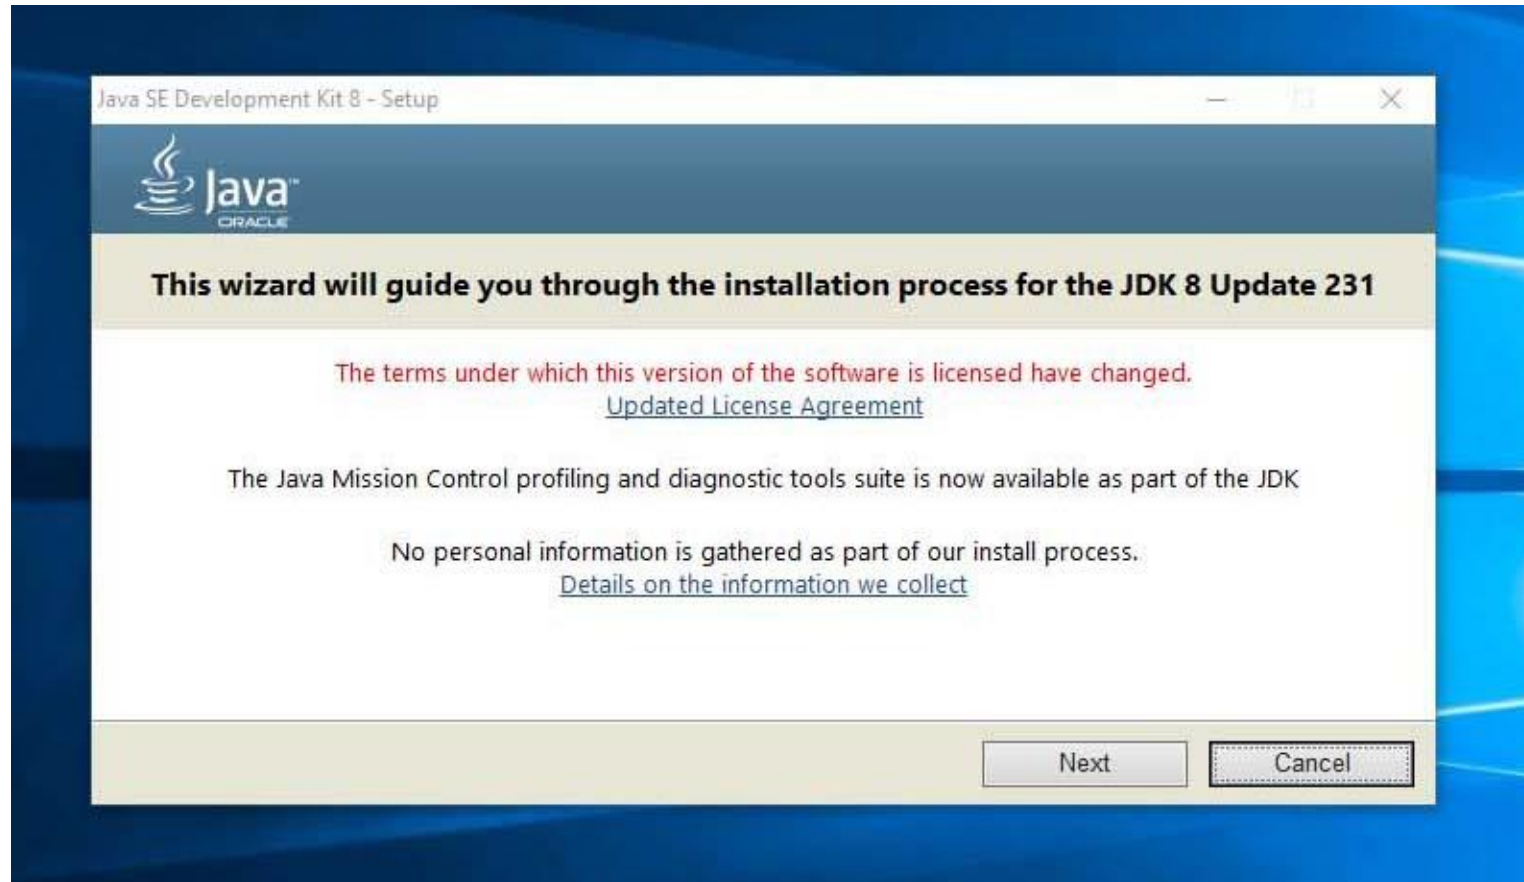 Java SE Development Kit 8 - Setup
Java™
ORACLE
This wizard will guide you through the installation process for the JDK 8 Update 231
The terms under which this version of the software is licensed have changed.
Updated License Agreement
The Java Mission Control profiling and diagnostic tools suite is now available as part of the JDK
No personal information is gathered as part of our install process.
Details on the information we collect
Next
Cancel